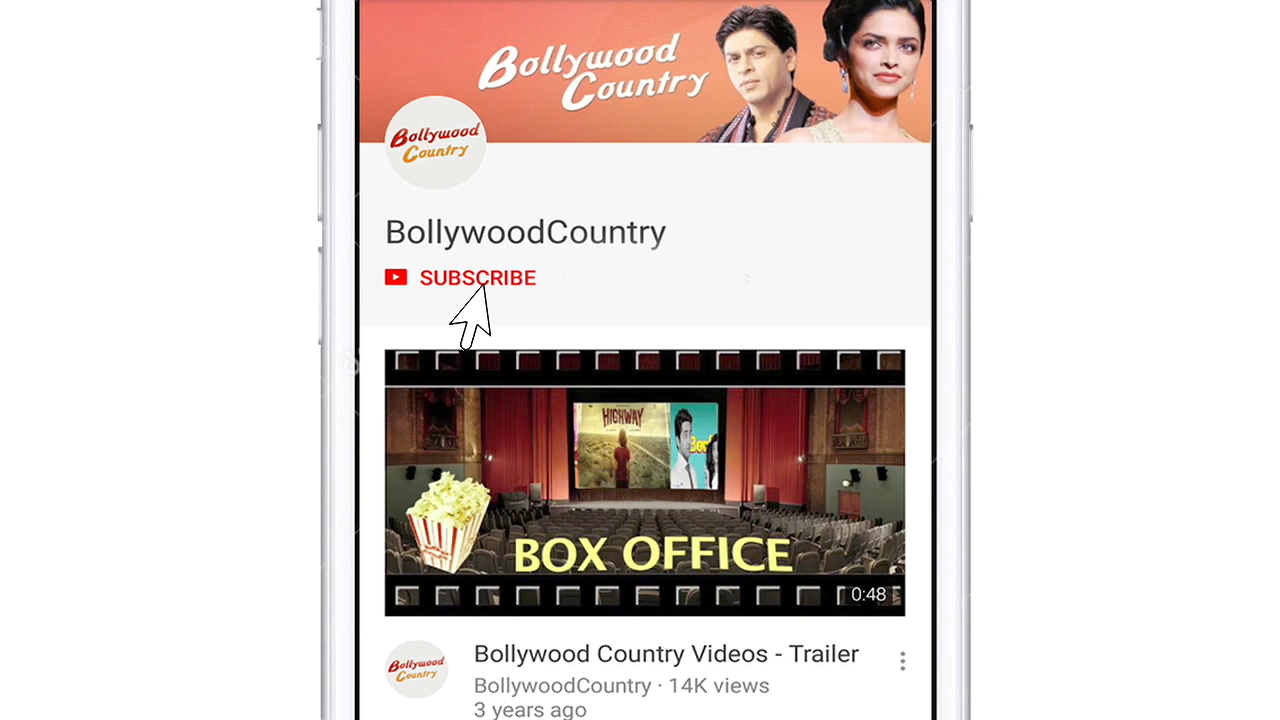 Bollywood
Country
Bollywood
Country
BollywoodCountry
SUBSCRIBE
HIGHWAY
BOX OFFICE
0:48
Bollywood Country Videos - Trailer
Bollywood
Country
BollywoodCountry · 14K views
3 years ago